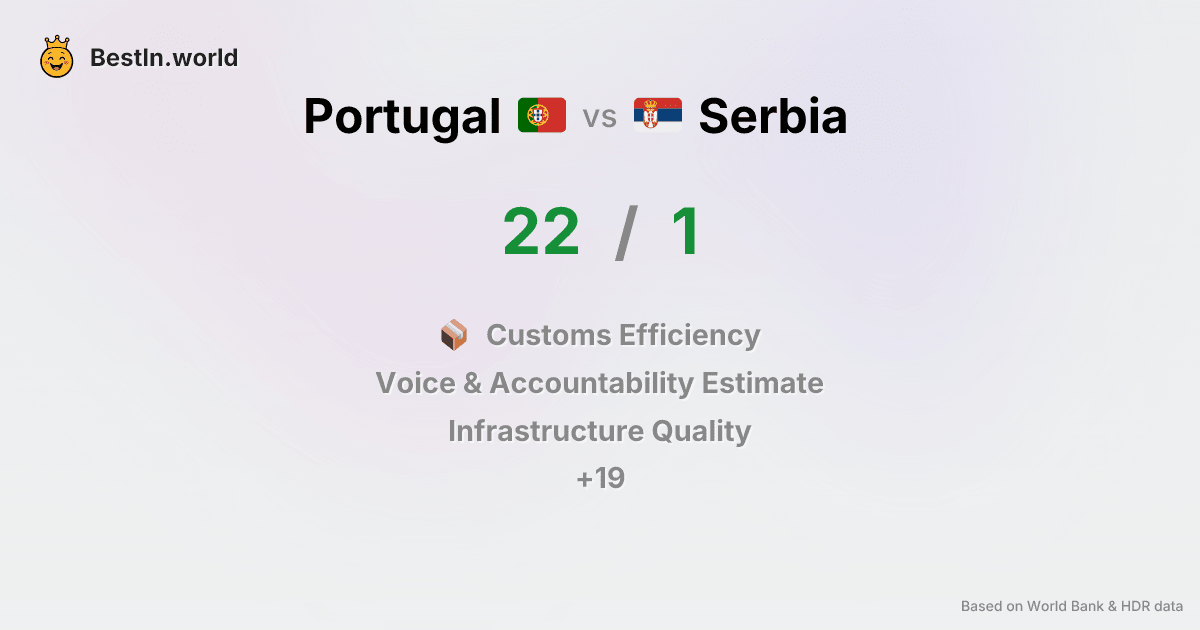 BestIn.world
Portugal vs Serbia
22 / 1
Customs Efficiency
Voice & Accountability Estimate
Infrastructure Quality
+19
Based on World Bank & HDR data